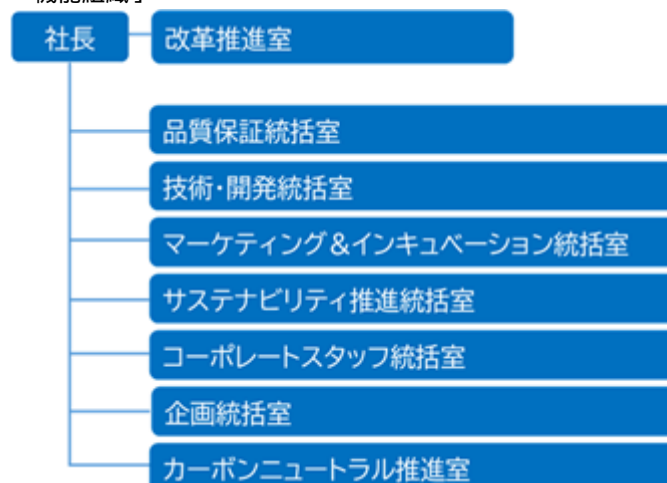 社長
改革推進室
品質保証統括室
技術・開発統括室
マーケティング&インキュベーション統括室
サステナビリティ推進統括室
コーポレートスタッフ統括室
企画統括室
カーボンニュートラル推進室